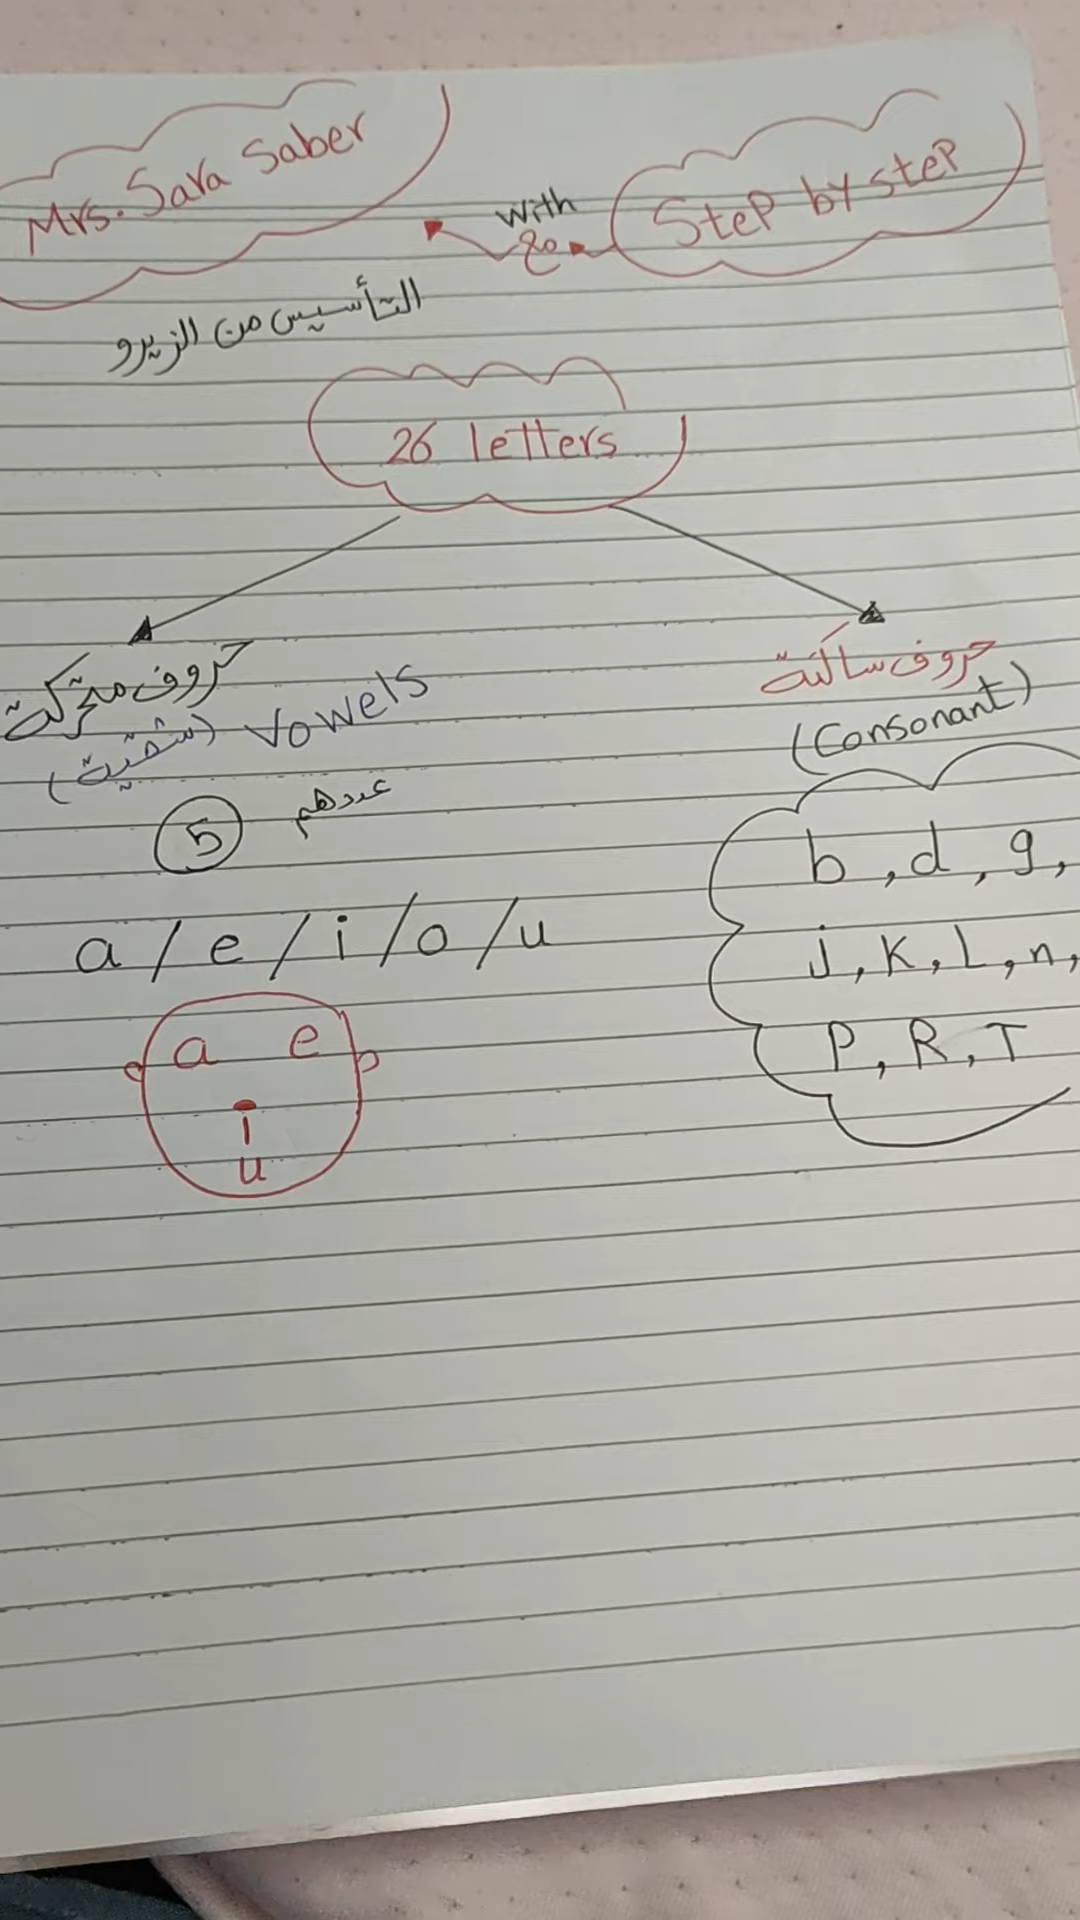 Mrs. Sara Saber
with
مع
Step by step
التأسيس من الزيرو
26 letters
حروف متحركة
(شفتية) Vowels
عددهم 5
a / e / i / o / u
a e
i
u
حروف ساكنة
(Consonant)
b , d , g ,
j , K , L , n ,
P , R , T